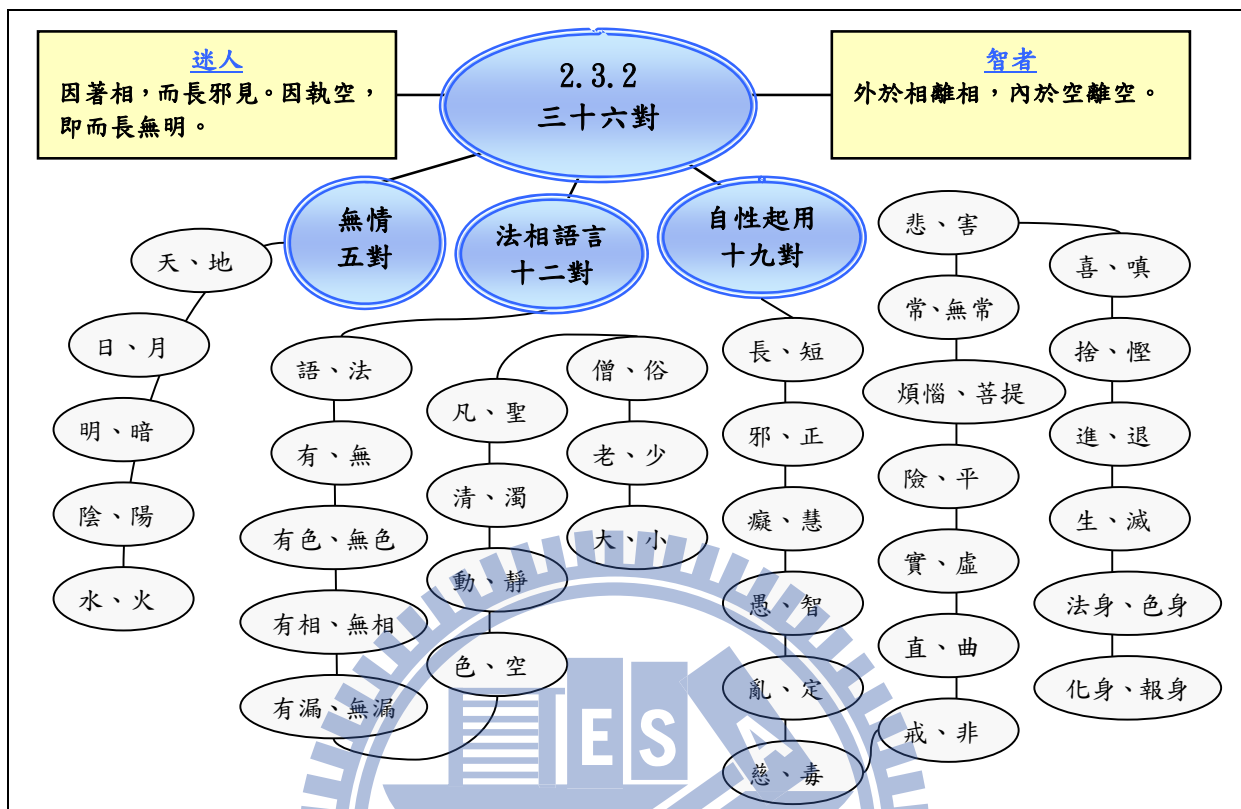 迷人
因著相，而長邪見。因執空，
即而長無明。
2.3.2
三十六對
智者
外於相離相，內於空離空。
無情
五對
法相語言
十二對
自性起用
十九對
天、地
日、月
明、暗
陰、陽
水、火
語、法
有、無
有色、無色
有相、無相
有漏、無漏
色、空
動、靜
清、濁
凡、聖
僧、俗
老、少
大、小
長、短
邪、正
癡、慧
愚、智
亂、定
慈、毒
戒、非
直、曲
實、虛
險、平
煩惱、菩提
常、無常
悲、害
喜、嗔
捨、慳
進、退
生、滅
法身、色身
化身、報身
ES
A